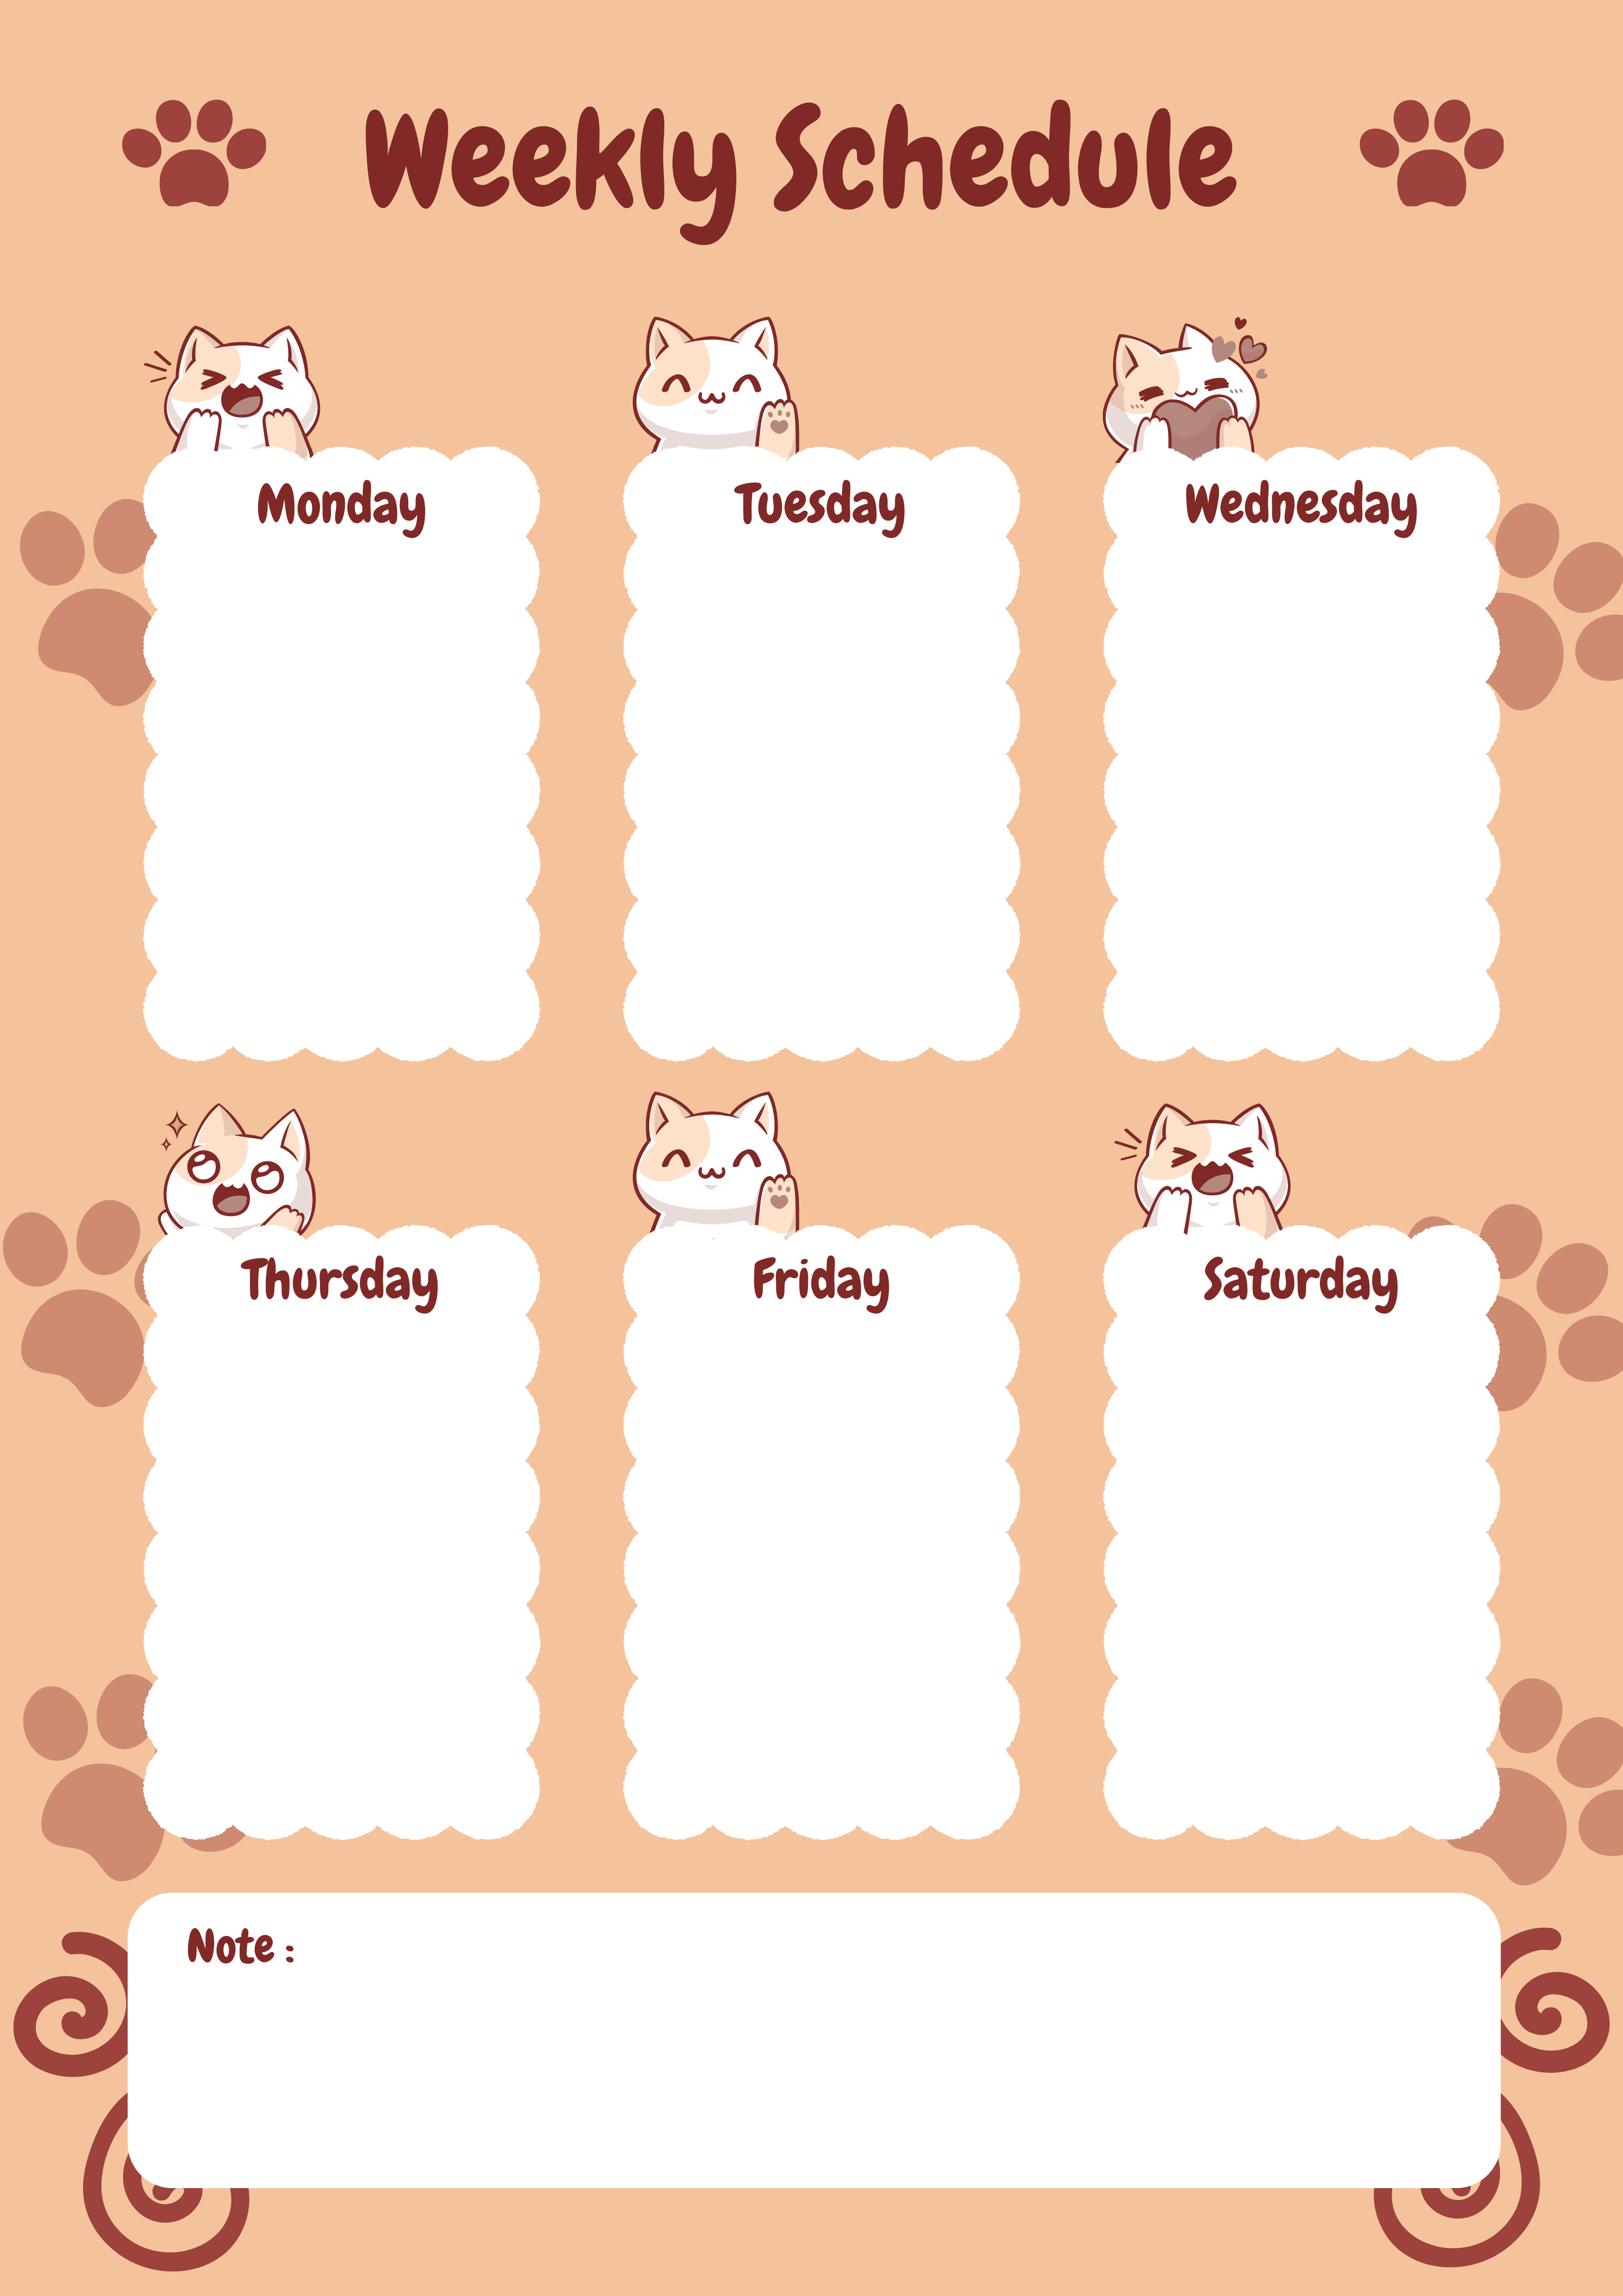 Weekly Schedule
Monday
Tuesday
Wednesday
Thursday
Friday
Saturday
Note :